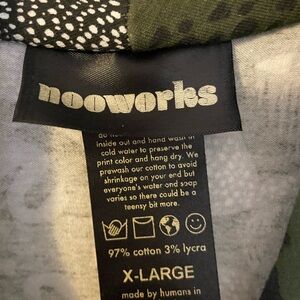 nooworks
inside out and hand wash in
cold water to preserve the
print color and hang dry. We
prewash our cotton to avoid
shrinkage on your end but
everyone's water and soap
varies so there could be a
teensy bit more.
97% cotton 3% lycra
X-LARGE
made by humans in